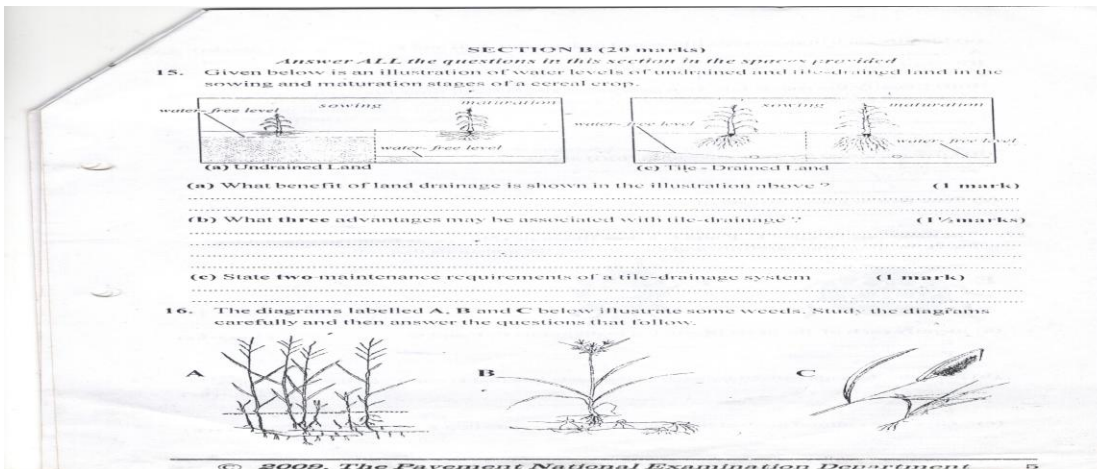 SECTION B (20 marks)
Answer ALL the questions in this section in the spaces provided
15. Given below is an illustration of water levels of undrained and tile-drained land in the
sowing and maturation stages of a cereal crop.
sowing maturation sowing maturation
water-free level water-free level
water-free level water-free level
(a) Undrained Land (c) Tile - Drained Land
(a) What benefit of land drainage is shown in the illustration above ? (1 mark)
(b) What three advantages may be associated with tile-drainage ? (1½marks)
(c) State two maintenance requirements of a tile-drainage system (1 mark)
16. The diagrams labelled A, B and C below illustrate some weeds. Study the diagrams
carefully and then answer the questions that follow.
A B C
© 2009, The Pavement National Examination Department 5